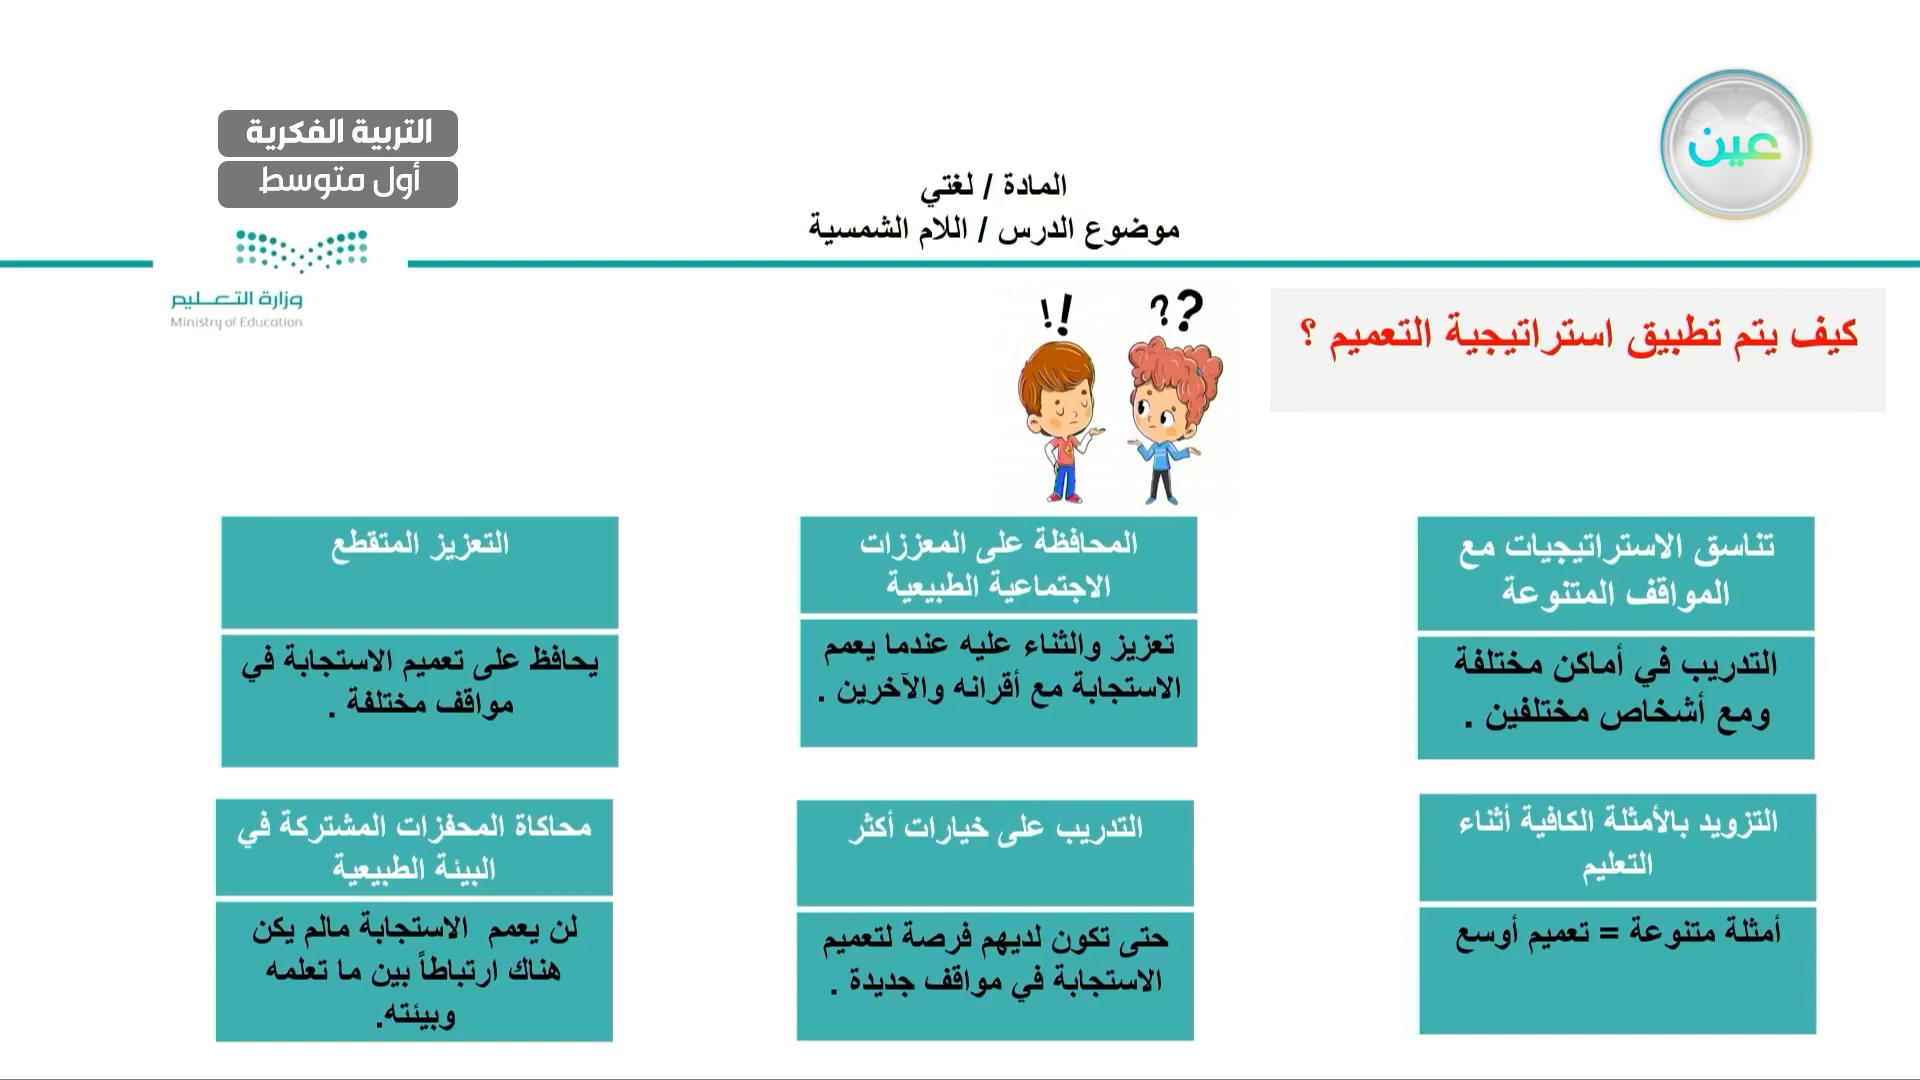 التربية الفكرية
أول متوسط
عين
المادة / لغتي
موضوع الدرس / اللام الشمسية
وزارة التعـــليم
Ministry of Education
كيف يتم تطبيق استراتيجية التعميم ؟
!!
??
تناسق الاستراتيجيات مع
المواقف المتنوعة
التدريب في أماكن مختلفة
ومع أشخاص مختلفين .
المحافظة على المعززات
الاجتماعية الطبيعية
تعزيز والثناء عليه عندما يعمم
الاستجابة مع أقرانه والآخرين .
التعزيز المتقطع
يحافظ على تعميم الاستجابة في
مواقف مختلفة .
التزويد بالأمثلة الكافية أثناء
التعليم
أمثلة متنوعة = تعميم أوسع
التدريب على خيارات أكثر
حتى تكون لديهم فرصة لتعميم
الاستجابة في مواقف جديدة .
محاكاة المحفزات المشتركة في
البيئة الطبيعية
لن يعمم الاستجابة مالم يكن
هناك ارتباطاً بين ما تعلمه
وبيئته.